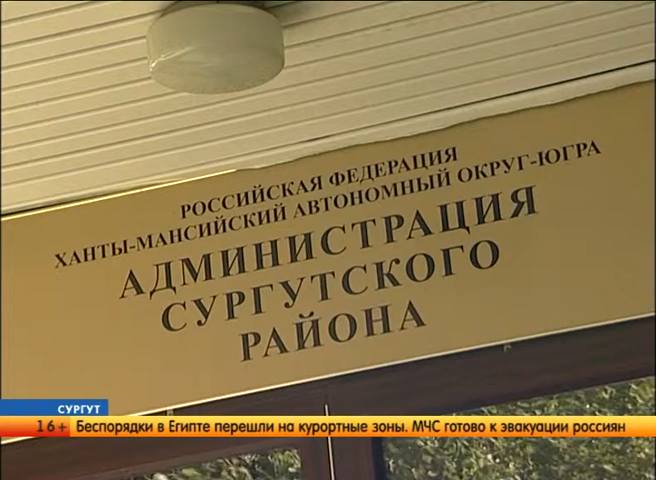 РОССИЙСКАЯ ФЕДЕРАЦИЯ
ХАНТЫ-МАНСИЙСКИЙ АВТОНОМНЫЙ ОКРУГ-ЮГРА
АДМИНИСТРАЦИЯ
СУРГУТСКОГО
РАЙОНА
СУРГУТ
16+ Беспорядки в Египте перешли на курортные зоны. МЧС готово к эвакуации россиян